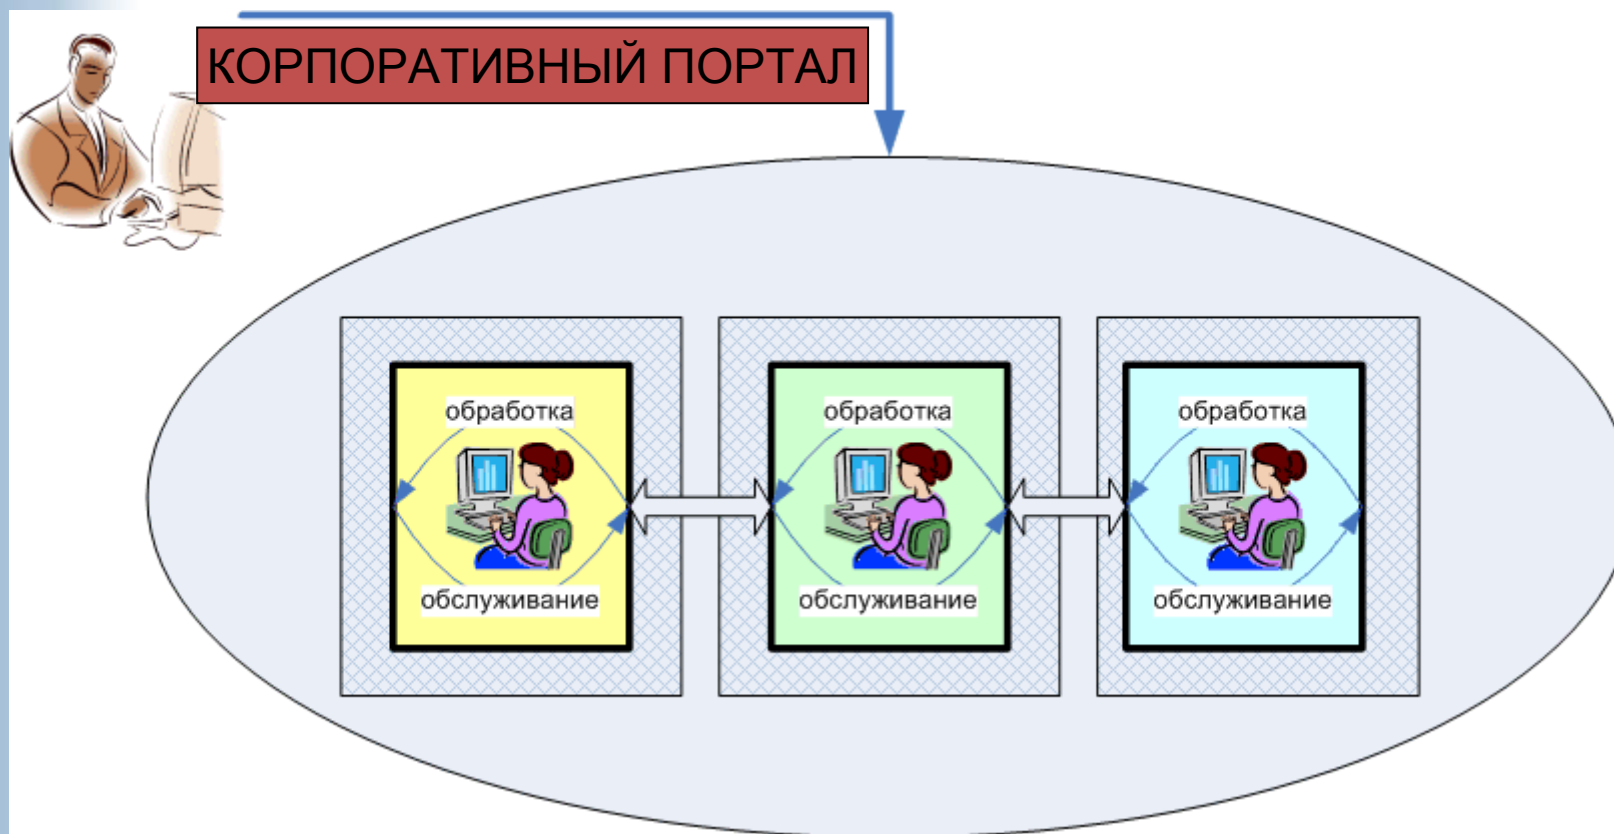 КОРПОРАТИВНЫЙ ПОРТАЛ
обработка
обработка
обработка
обслуживание
обслуживание
обслуживание